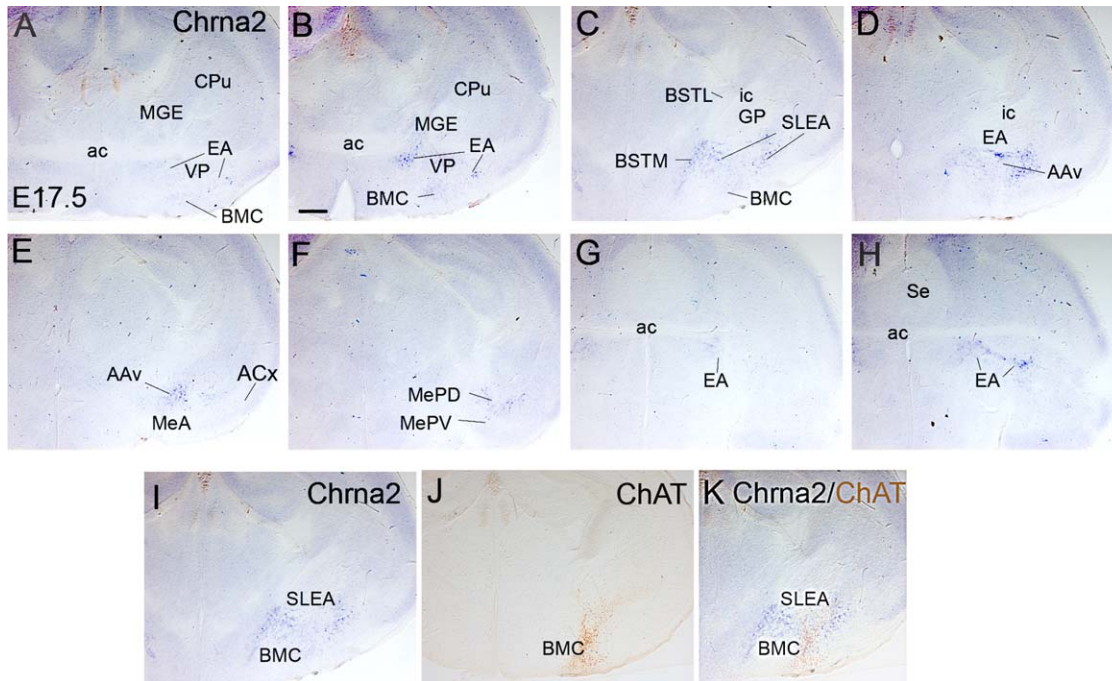 A Chrna2
CPu
MGE
ac
EA
VP
BMC
E17.5
B
CPu
MGE
ac
EA
VP
BMC
C
BSTL
ic
GP
SLEA
BSTM
BMC
D
ic
EA
AAv
E
AAv
ACx
MeA
F
MePD
MePV
G
ac
EA
H
Se
ac
EA
I Chrna2
SLEA
BMC
J ChAT
BMC
K Chrna2/ChAT
SLEA
BMC